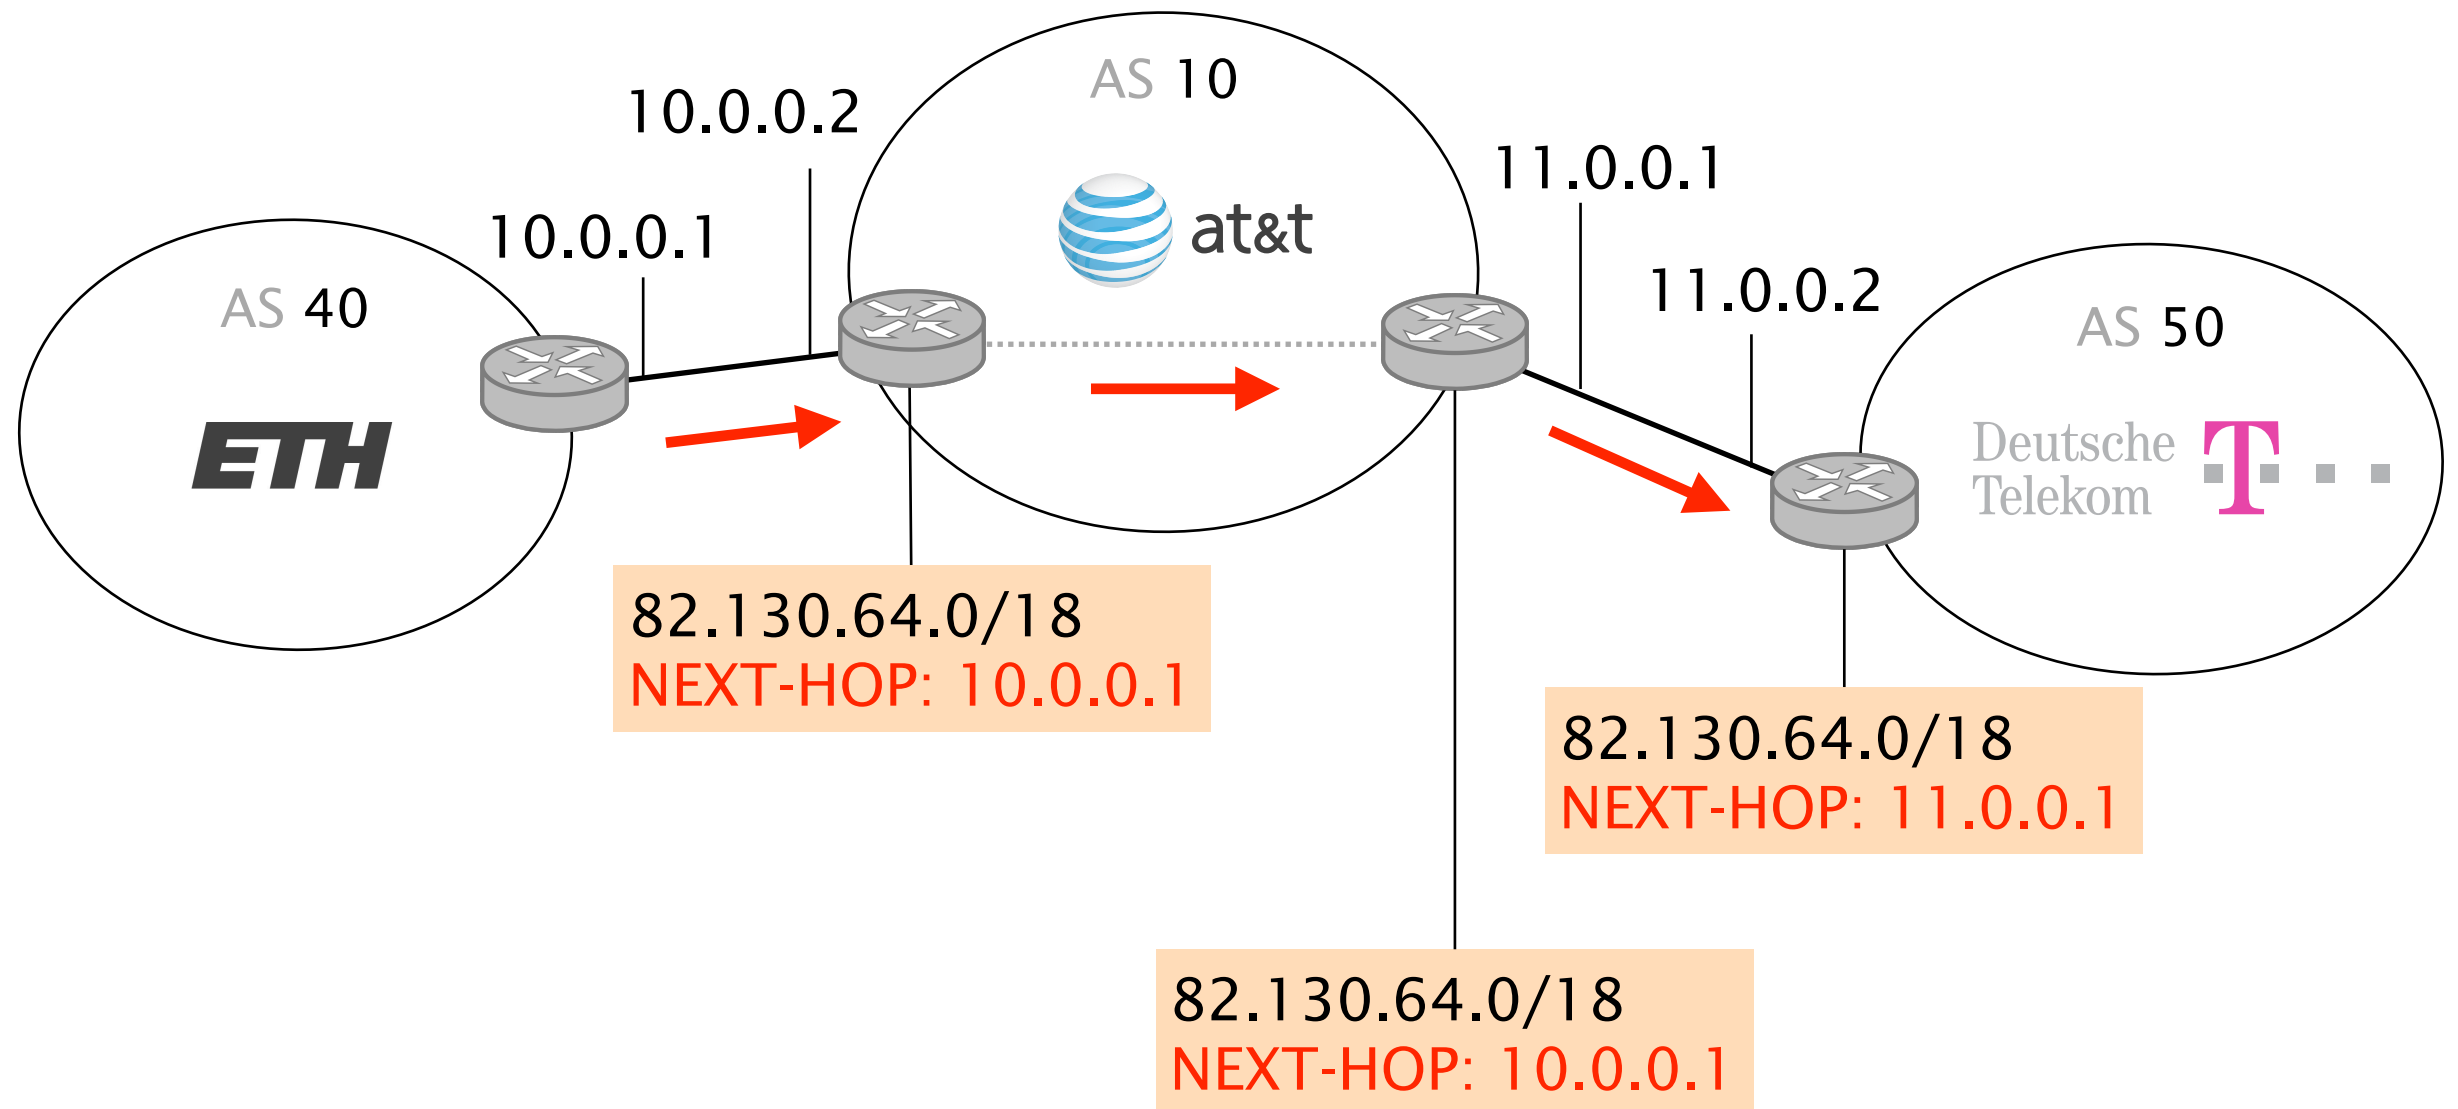 AS 10
10.0.0.2
11.0.0.1
at&t
10.0.0.1
11.0.0.2
AS 40
AS 50
ETH
Deutsche
Telekom
T
82.130.64.0/18
NEXT-HOP: 10.0.0.1
82.130.64.0/18
NEXT-HOP: 11.0.0.1
82.130.64.0/18
NEXT-HOP: 10.0.0.1